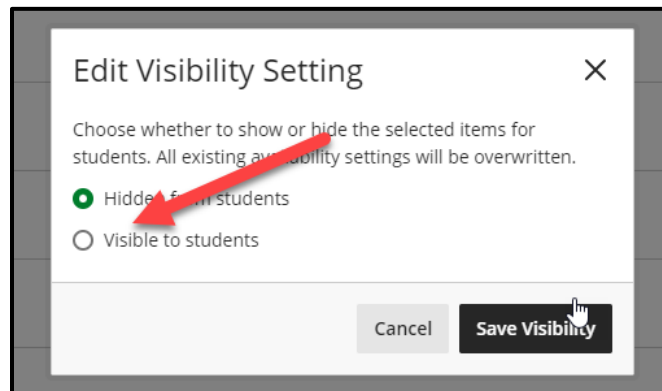 Edit Visibility Setting
Choose whether to show or hide the selected items for
students. All existing availability settings will be overwritten.
Hidden from students
Visible to students
Cancel Save Visibility